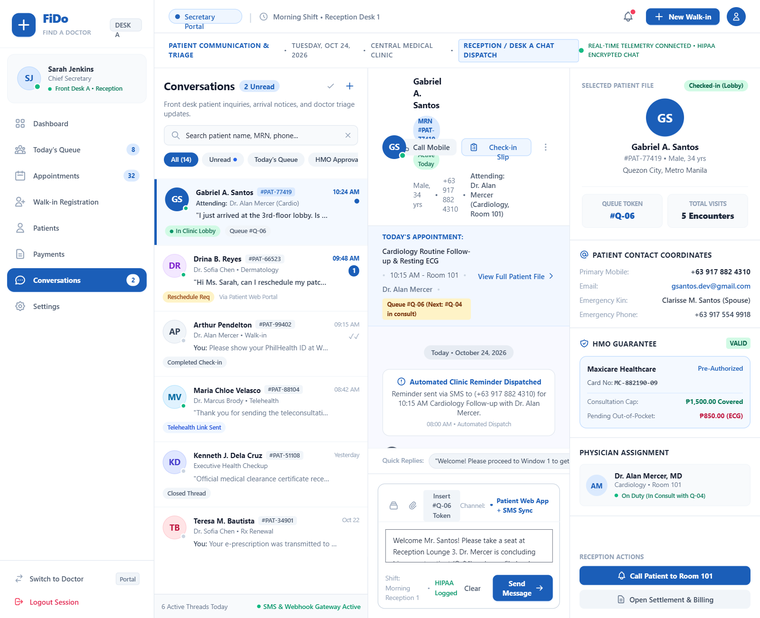 FiDo
FIND A DOCTOR
DESK
A
SJ
Sarah Jenkins
Chief Secretary
Front Desk A • Reception
Dashboard
Today's Queue
8
Appointments
32
Walk-in Registration
Patients
Payments
Conversations
2
Settings
Switch to Doctor
Portal
Logout Session
Secretary
Portal
Morning Shift • Reception Desk 1
New Walk-in
PATIENT COMMUNICATION &
TRIAGE
• TUESDAY, OCT 24,
2026
• CENTRAL MEDICAL
CLINIC
• RECEPTION / DESK A CHAT
DISPATCH
REAL-TIME TELEMETRY CONNECTED • HIPAA
ENCRYPTED CHAT
Conversations
2 Unread
Front desk patient inquiries, arrival notices, and doctor triage
updates.
Search patient name, MRN, phone...
All (14)
Unread
Today's Queue
HMO Approva
GS
Gabriel A. Santos
#PAT-77419
10:24 AM
Attending: Dr. Alan Mercer (Cardio)
"I just arrived at the 3rd-floor lobby. Is ...
In Clinic Lobby
Queue #Q-06
DR
Drina B. Reyes
#PAT-66523
09:48 AM
Dr. Sofia Chen • Dermatology
1
"Hi Ms. Sarah, can I reschedule my patc...
Reschedule Req
Via Patient Web Portal
AP
Arthur Pendelton
#PAT-99402
09:15 AM
Dr. Alan Mercer • Walk-in
You: Please show your PhilHealth ID at W...
Completed Check-in
MV
Maria Chloe Velasco
#PAT-88104
08:42 AM
Dr. Marcus Brody • Telehealth
"Thank you for sending the teleconsultati...
Telehealth Link Sent
KD
Kenneth J. Dela Cruz
#PAT-51108
Yesterday
Executive Health Checkup
"Official medical clearance certificate rece...
Closed Thread
TB
Teresa M. Bautista
#PAT-34901
Oct 22
Dr. Sofia Chen • Rx Renewal
You: Your e-prescription was transmitted to ...
6 Active Threads Today
SMS & Webhook Gateway Active
Gabriel
A.
Santos
MRN
#PAT-
77419
GS
Call Mobile
Check-in
Slip
Today
Male,
34
yrs
• +63
917
882
4310
• Attending:
Dr. Alan
Mercer
(Cardiology,
Room 101)
TODAY'S APPOINTMENT:
Cardiology Routine Follow-
up & Resting ECG
• 10:15 AM • Room 101 •
Dr. Alan Mercer •
Queue #Q-06 (Next: #Q-04
in consult)
View Full Patient File
Today • October 24, 2026
Automated Clinic Reminder Dispatched
Reminder sent via SMS to (+63 917 882 4310) for
10:15 AM Cardiology Follow-up with Dr. Alan
Mercer.
08:00 AM • Automated Dispatch
Quick Replies:
"Welcome! Please proceed to Window 1 to get
Insert
#Q-06
Token
Channel:
• Patient Web App
+ SMS Sync
Welcome Mr. Santos! Please take a seat at
Reception Lounge 3. Dr. Mercer is concluding
Shift:
Morning
Reception 1
• HIPAA
Logged
Clear
Send
Message
SELECTED PATIENT FILE
Checked-in (Lobby)
GS
Gabriel A. Santos
#PAT-77419 • Male, 34 yrs
Quezon City, Metro Manila
QUEUE TOKEN
#Q-06
TOTAL VISITS
5 Encounters
PATIENT CONTACT COORDINATES
Primary Mobile:
+63 917 882 4310
Email:
gsantos.dev@gmail.com
Emergency Kin:
Clarisse M. Santos (Spouse)
Emergency Phone:
+63 917 554 9918
HMO GUARANTEE
VALID
Maxicare Healthcare
Pre-Authorized
Card No: MC-882190-09
Consultation Cap:
₱1,500.00 Covered
Pending Out-of-Pocket:
₱850.00 (ECG)
PHYSICIAN ASSIGNMENT
AM
Dr. Alan Mercer, MD
Cardiology • Room 101
On Duty (In Consult with Q-04)
RECEPTION ACTIONS
Call Patient to Room 101
Open Settlement & Billing